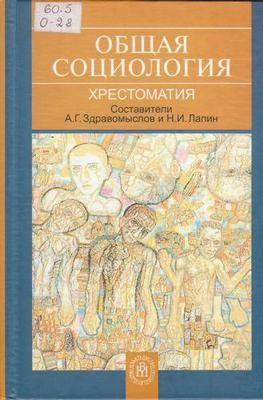 60.5
О-28
ОБЩАЯ
СОЦИОЛОГИЯ
ХРЕСТОМАТИЯ
Составители
А.Г. Здравомыслов и Н.И. Лапин